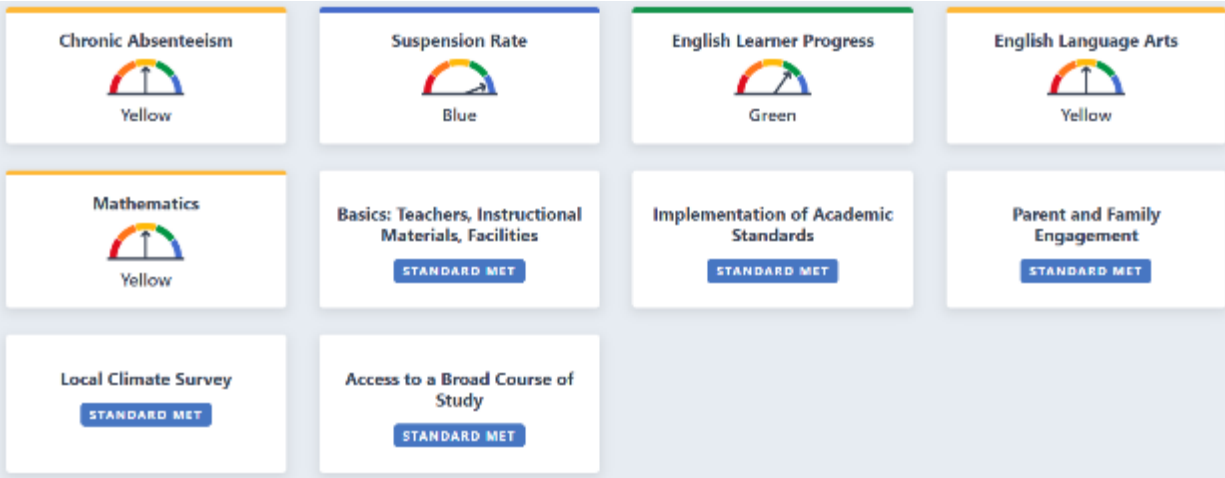 Chronic Absenteeism
Yellow
Suspension Rate
Blue
English Learner Progress
Green
English Language Arts
Yellow
Mathematics
Yellow
Basics: Teachers, Instructional
Materials, Facilities
STANDARD MET
Implementation of Academic
Standards
STANDARD MET
Parent and Family
Engagement
STANDARD MET
Local Climate Survey
STANDARD MET
Access to a Broad Course of
Study
STANDARD MET